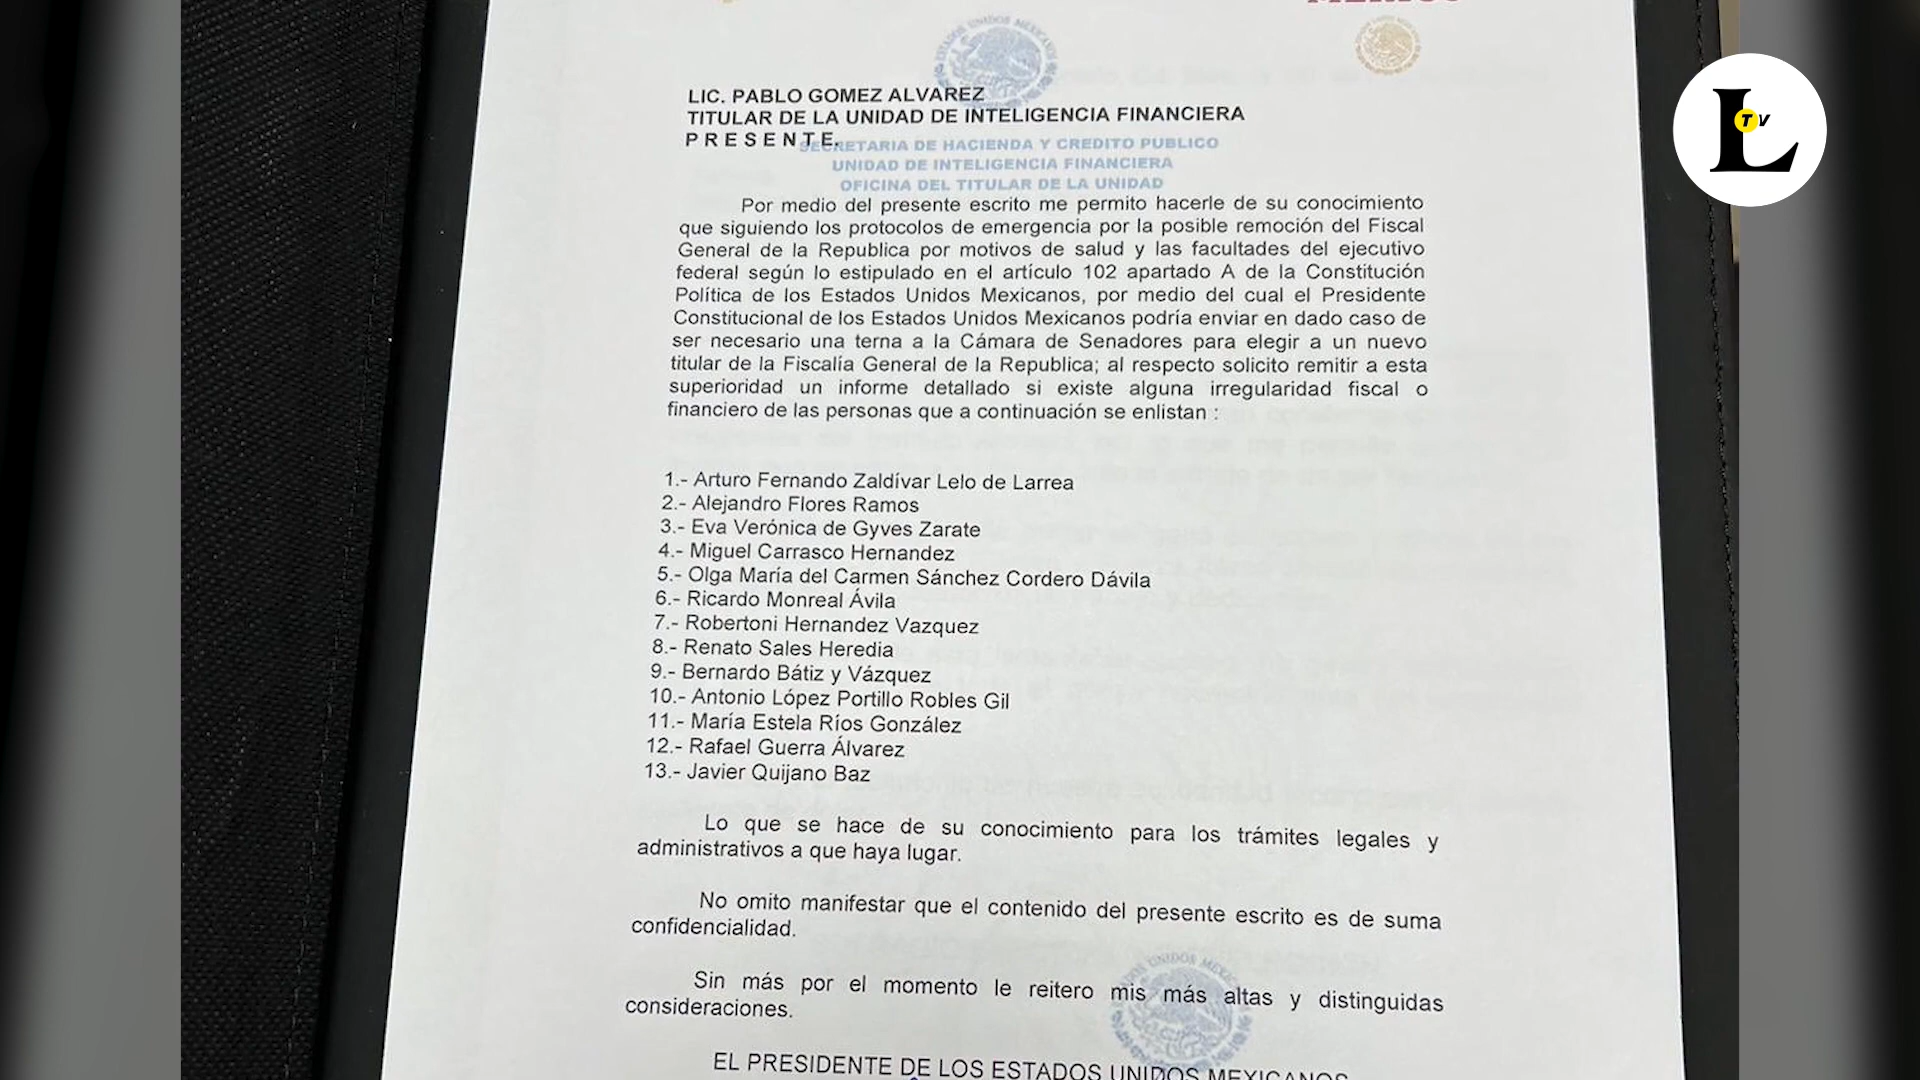 MÉXICO
LIC. PABLO GOMEZ ALVAREZ
TITULAR DE LA UNIDAD DE INTELIGENCIA FINANCIERA
P R E S E N T E.
SECRETARIA DE HACIENDA Y CREDITO PUBLICO
UNIDAD DE INTELIGENCIA FINANCIERA
OFICINA DEL TITULAR DE LA UNIDAD
Por medio del presente escrito me permito hacerle de su conocimiento
que siguiendo los protocolos de emergencia por la posible remoción del Fiscal
General de la Republica por motivos de salud y las facultades del ejecutivo
federal según lo estipulado en el artículo 102 apartado A de la Constitución
Política de los Estados Unidos Mexicanos, por medio del cual el Presidente
Constitucional de los Estados Unidos Mexicanos podría enviar en dado caso de
ser necesario una terna a la Cámara de Senadores para elegir a un nuevo
titular de la Fiscalía General de la Republica; al respecto solicito remitir a esta
superioridad un informe detallado si existe alguna irregularidad fiscal o
financiero de las personas que a continuación se enlistan :
1.- Arturo Fernando Zaldívar Lelo de Larrea
2.- Alejandro Flores Ramos
3.- Eva Verónica de Gyves Zarate
4.- Miguel Carrasco Hernandez
5.- Olga María del Carmen Sánchez Cordero Dávila
6.- Ricardo Monreal Ávila
7.- Robertoni Hernandez Vazquez
8.- Renato Sales Heredia
9.- Bernardo Bátiz y Vázquez
10.- Antonio López Portillo Robles Gil
11.- María Estela Ríos González
12.- Rafael Guerra Álvarez
13.- Javier Quijano Baz
Lo que se hace de su conocimiento para los trámites legales y
administrativos a que haya lugar.
No omito manifestar que el contenido del presente escrito es de suma
confidencialidad.
Sin más por el momento le reitero mis más altas y distinguidas
consideraciones.
EL PRESIDENTE DE LOS ESTADOS UNIDOS MEXICANOS
ESTADOS UNIDOS MEXICANOS
L TV